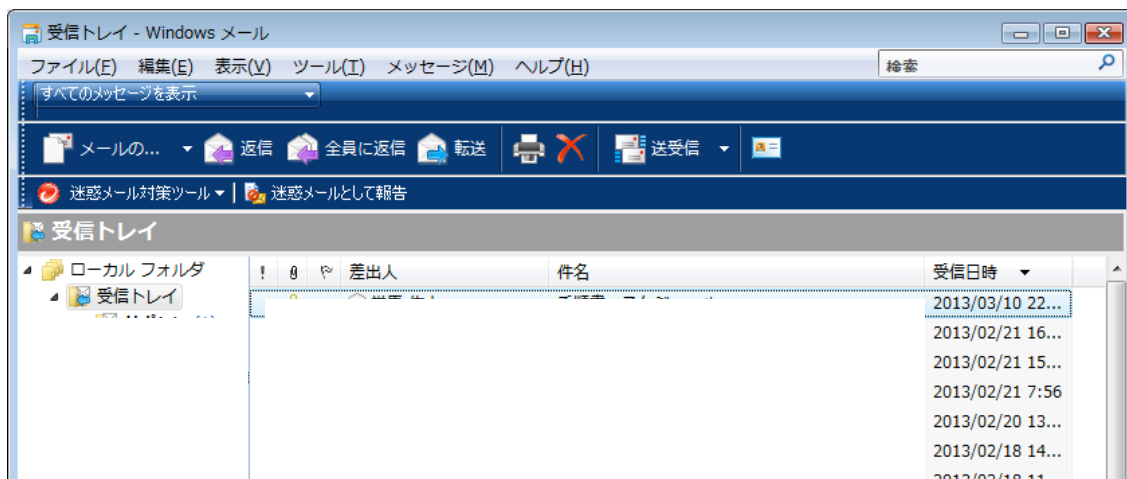 受信トレイ - Windows メール
ファイル(F) 編集(E) 表示(V) ツール(T) メッセージ(M) ヘルプ(H) 検索
すべてのメッセージを表示
メールの... 返信 全員に返信 転送 送受信
迷惑メール対策ツール 迷惑メールとして報告
受信トレイ
ローカル フォルダ ! 差出人 件名 受信日時
受信トレイ 2013/03/10 22...
2013/02/21 16...
2013/02/21 15...
2013/02/21 7:56
2013/02/20 13...
2013/02/18 14...